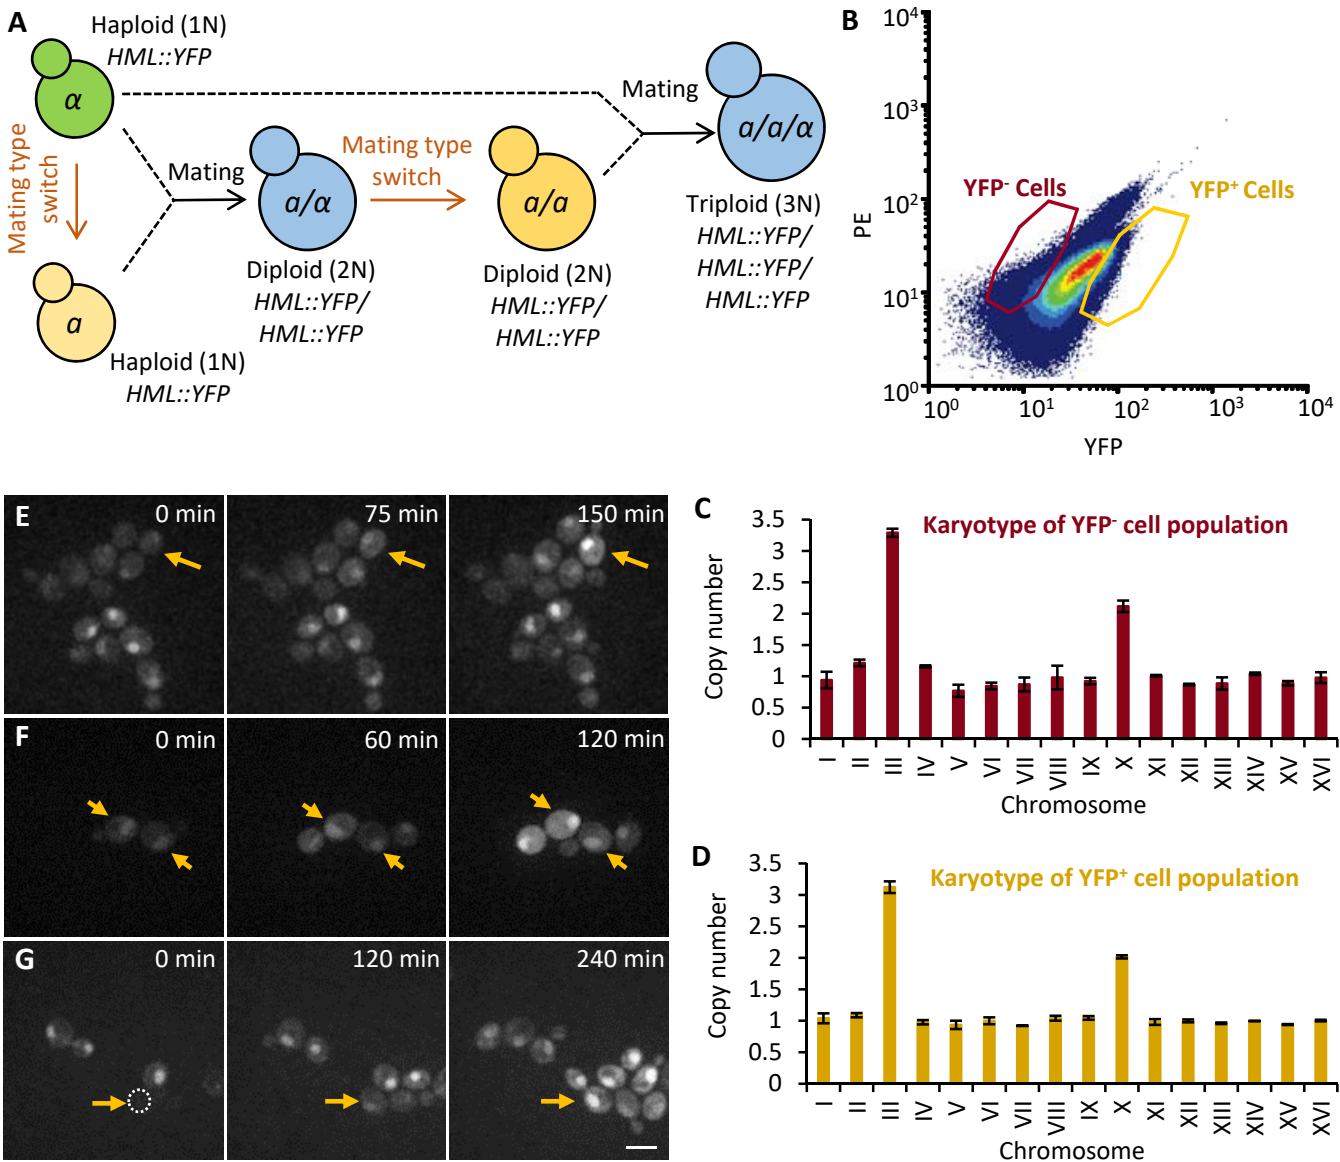 A
Haploid (1N)
HML::YFP
α
Mating type
switch
a
Haploid (1N)
HML::YFP
Mating
a/α
Diploid (2N)
HML::YFP/
HML::YFP
Mating type
switch
a/a
Diploid (2N)
HML::YFP/
HML::YFP
Mating
a/a/α
Triploid (3N)
HML::YFP/
HML::YFP/
HML::YFP
B
10⁴
10³
10²
10¹
10⁰
PE
YFP⁻ Cells
YFP⁺ Cells
10⁰ 10¹ 10² 10³ 10⁴
YFP
E
0 min
75 min
150 min
F
0 min
60 min
120 min
G
0 min
120 min
240 min
C
Karyotype of YFP⁻ cell population
3.5
3
2.5
2
1.5
1
0.5
0
Copy number
I II III IV V VI VII VIII IX X XI XII XIII XIV XV XVI
Chromosome
D
Karyotype of YFP⁺ cell population
3.5
3
2.5
2
1.5
1
0.5
0
Copy number
I II III IV V VI VII VIII IX X XI XII XIII XIV XV XVI
Chromosome